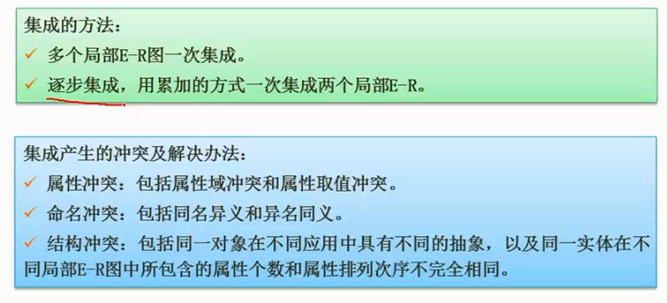 集成的方法：
✓ 多个局部E-R图一次集成。
✓ 逐步集成，用累加的方式一次集成两个局部E-R。
集成产生的冲突及解决办法：
✓ 属性冲突：包括属性域冲突和属性取值冲突。
✓ 命名冲突：包括同名异义和异名同义。
✓ 结构冲突：包括同一对象在不同应用中具有不同的抽象，以及同一实体在不
同局部E-R图中所包含的属性个数和属性排列次序不完全相同。